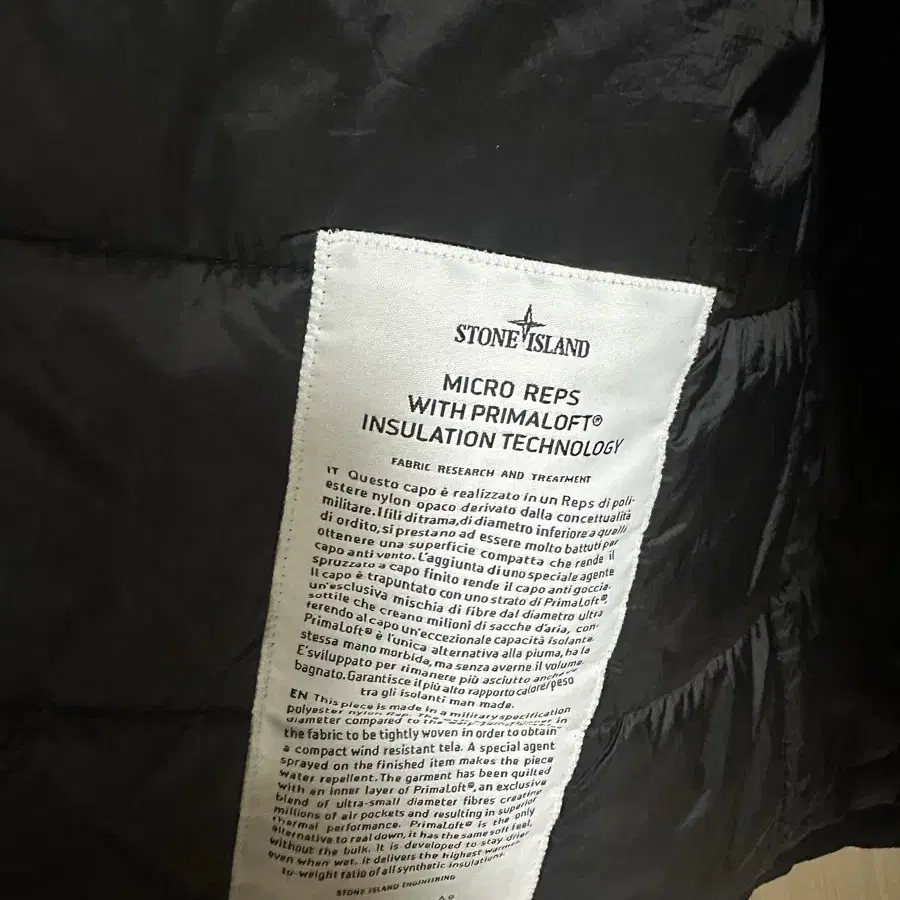 STONE ISLAND
MICRO REPS
WITH PRIMALOFT®
INSULATION TECHNOLOGY
FABRIC RESEARCH AND TREATMENT
IT Questo capo è realizzato in un Reps di poli-
estere nylon opaco derivato dalla concettualità
militare. I fili di trama, di diametro inferiore a quelli
di ordito, si prestano ad essere molto battuti per
ottenere una superficie compatta che rende il
capo anti vento. L'aggiunta di uno speciale agente
spruzzato a capo finito rende il capo anti goccia.
Il capo è trapuntato con uno strato di PrimaLoft®,
un'esclusiva mischia di fibre dal diametro ultra
sottile che creano milioni di sacche d'aria, con-
ferendo al capo un'eccezionale capacità isolante.
PrimaLoft® è l'unica alternativa alla piuma, ha la
stessa mano morbida, ma senza averne il volume.
E'sviluppato per rimanere più asciutto anche
bagnato. Garantisce il più alto rapporto calore/peso
tra gli isolanti man made.
EN This piece is made in a military specification
polyester nylon Rep. The
diameter compared to the in
the fabric to be tightly woven in order to obtain
a compact wind resistant tela. A special agent
sprayed on the finished item makes the piece
water repellent. The garment has been quilted
with an inner layer of PrimaLoft®, an exclusive
blend of ultra-small diameter fibres creating
millions of air pockets and resulting in superior
thermal performance. PrimaLoft® is the only
alternative to real down, it has the same soft feel,
without the bulk. It is developed to stay drier
even when wet, it delivers the highest warmth
to-weight ratio of all synthetic insulations.
STONE ISLAND ENGINEERING